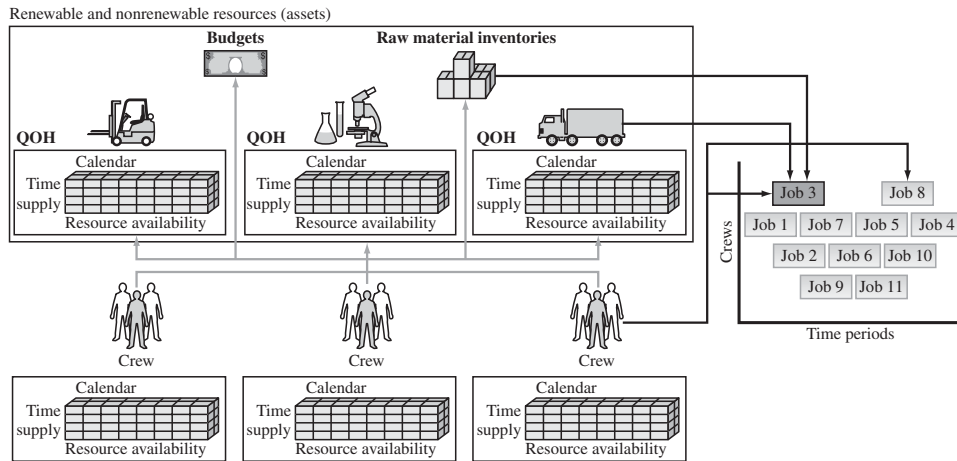 Renewable and nonrenewable resources (assets)
Budgets
Raw material inventories
QOH
QOH
QOH
Calendar
Time
supply
Resource availability
Calendar
Time
supply
Resource availability
Calendar
Time
supply
Resource availability
Crews
Job 3
Job 8
Job 1
Job 7
Job 5
Job 4
Job 2
Job 6
Job 10
Job 9
Job 11
Time periods
Crew
Crew
Crew
Calendar
Time
supply
Resource availability
Calendar
Time
supply
Resource availability
Calendar
Time
supply
Resource availability